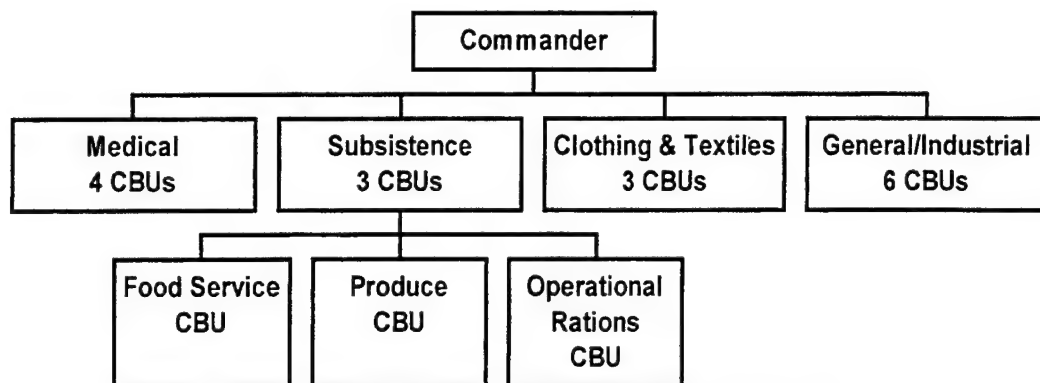 Commander
Medical
4 CBUs
Subsistence
3 CBUs
Clothing & Textiles
3 CBUs
General/Industrial
6 CBUs
Food Service
CBU
Produce
CBU
Operational
Rations
CBU